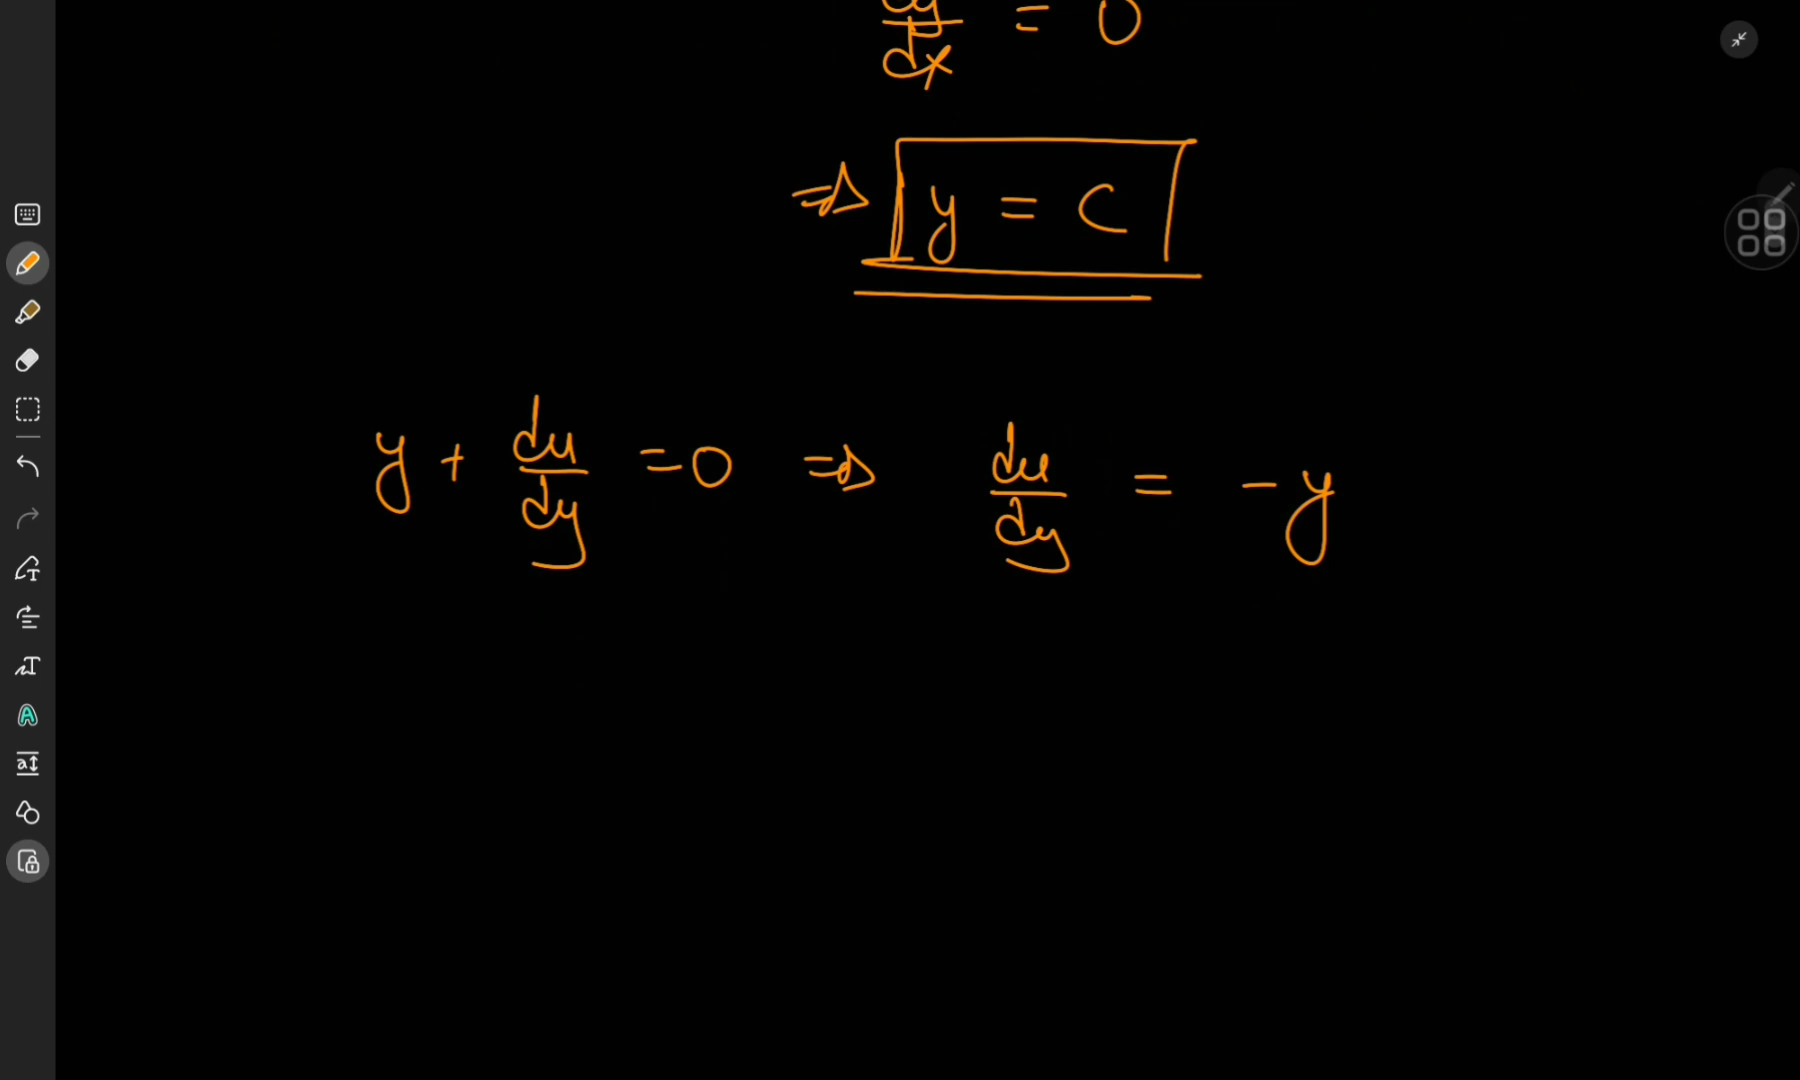 dy/dx = 0
⇒ y = C
y + du/dy = 0 ⇒ du/dy = - y